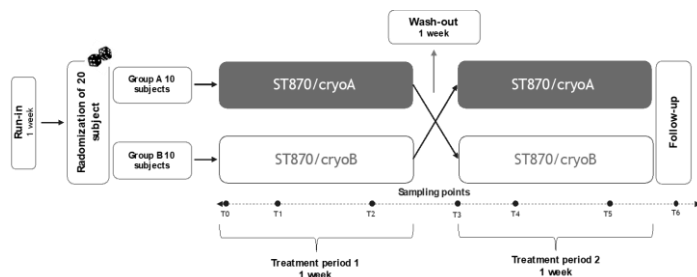 Wash-out
1 week
Run-in
1 week
Radomization of 20
subject
Group A 10
subjects
ST870/cryoA
ST870/cryoA
Group B 10
subjects
ST870/cryoB
ST870/cryoB
Follow-up
Sampling points
T0
T1
T2
T3
T4
T5
T6
Treatment period 1
1 week
Treatment period 2
1 week